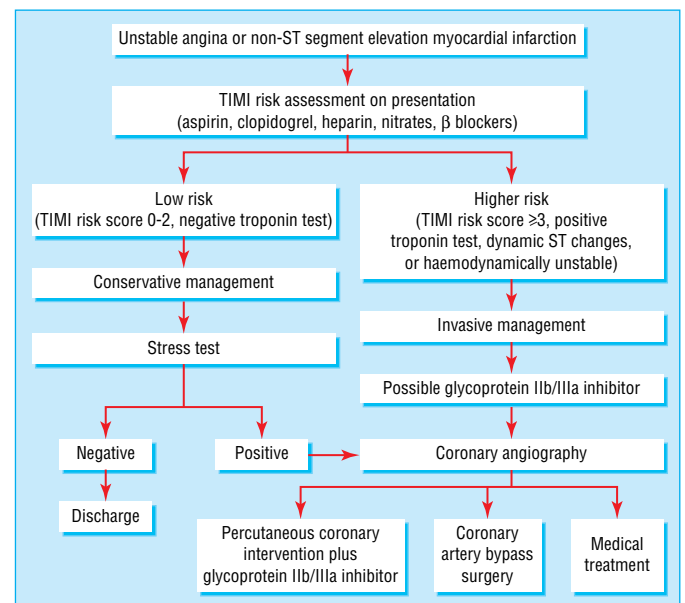 Unstable angina or non-ST segment elevation myocardial infarction
TIMI risk assessment on presentation
(aspirin, clopidogrel, heparin, nitrates, β blockers)
Low risk
(TIMI risk score 0-2, negative troponin test)
Higher risk
(TIMI risk score ≥3, positive
troponin test, dynamic ST changes,
or haemodynamically unstable)
Conservative management
Invasive management
Stress test
Possible glycoprotein IIb/IIIa inhibitor
Negative
Positive
Coronary angiography
Discharge
Percutaneous coronary
intervention plus
glycoprotein IIb/IIIa inhibitor
Coronary
artery bypass
surgery
Medical
treatment